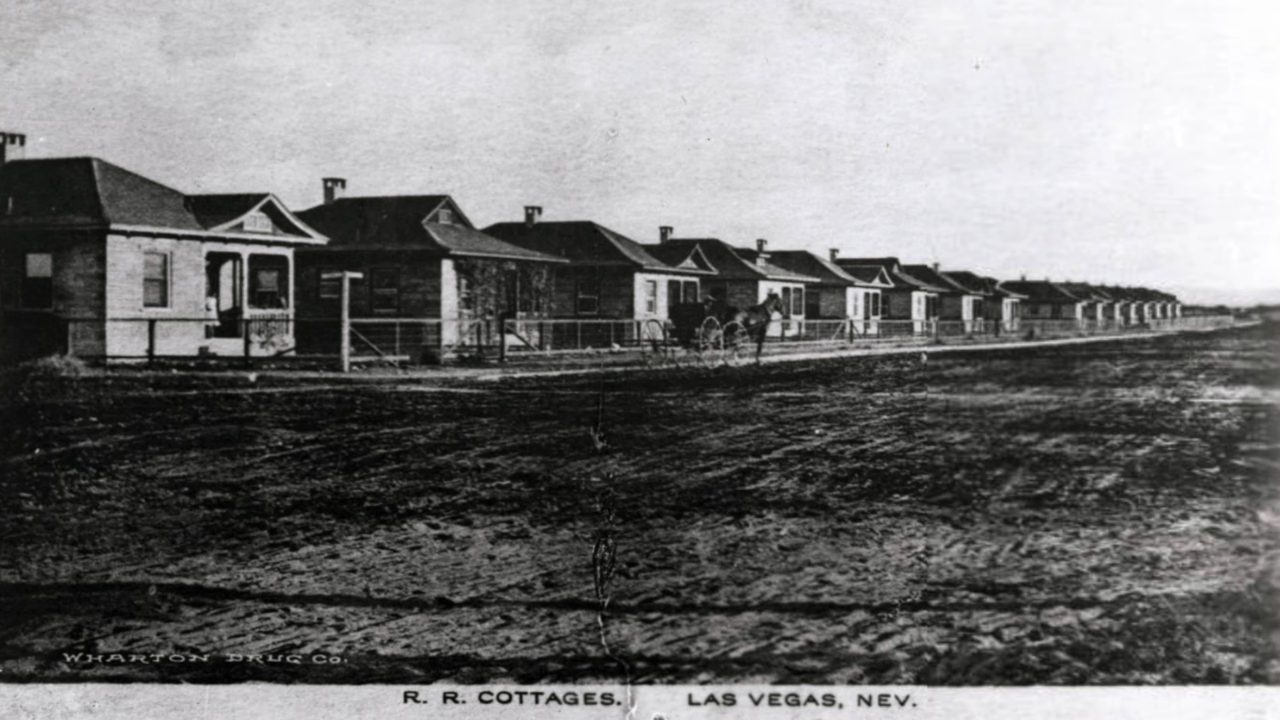 WHARTON DRUG CO.
R. R. COTTAGES. LAS VEGAS, NEV.